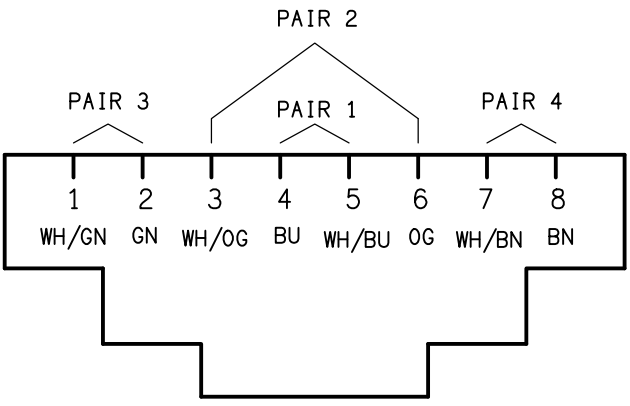 PAIR 2
PAIR 3 PAIR 1 PAIR 4
1 2 3 4 5 6 7 8
WH/GN GN WH/OG BU WH/BU OG WH/BN BN